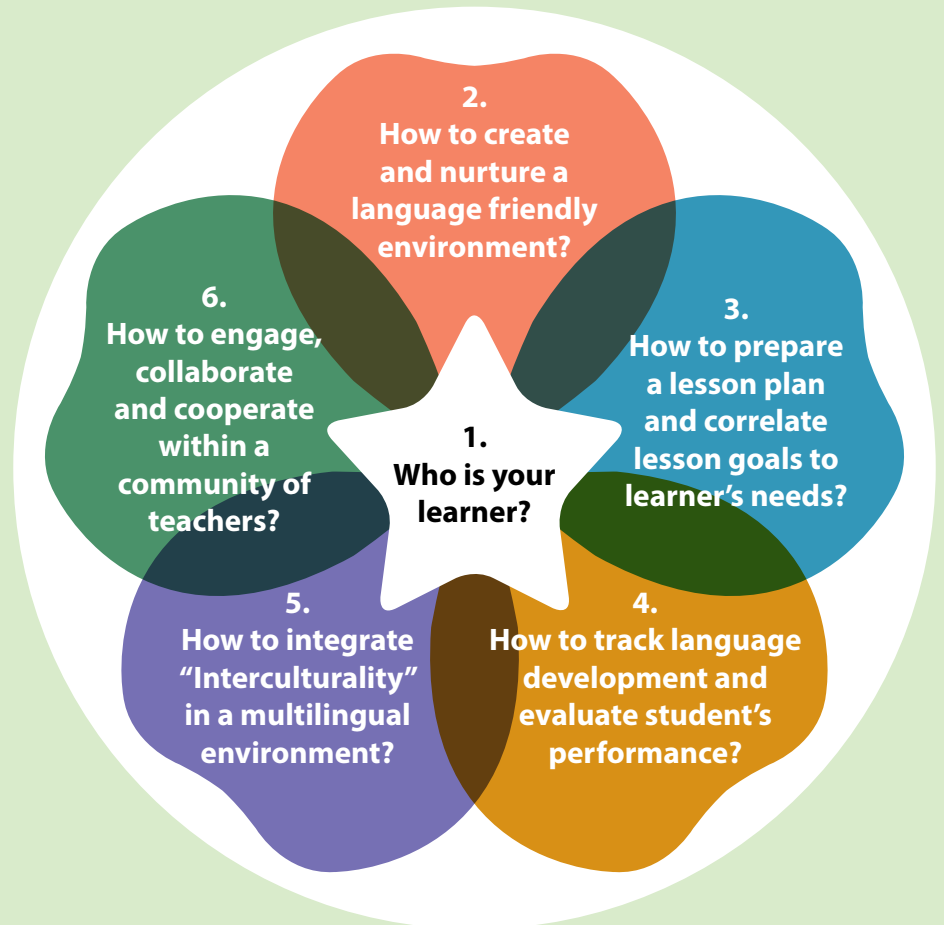 1.
Who is your
learner?
2.
How to create
and nurture a
language friendly
environment?
3.
How to prepare
a lesson plan
and correlate
lesson goals to
learner’s needs?
4.
How to track language
development and
evaluate student’s
performance?
5.
How to integrate
“Interculturality”
in a multilingual
environment?
6.
How to engage,
collaborate
and cooperate
within a
community of
teachers?